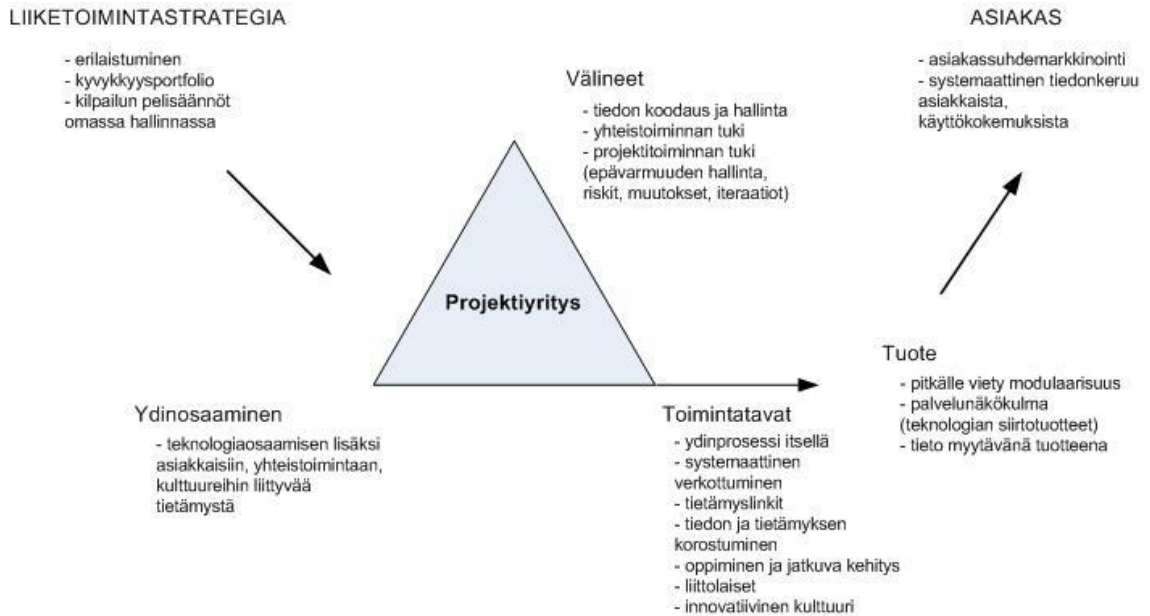 LIIKETOIMINTASTRATEGIA
- erilaistuminen
- kyvykkyysportfolio
- kilpailun pelisäännöt
omassa hallinnassa
Välineet
- tiedon koodaus ja hallinta
- yhteistoiminnan tuki
- projektitoiminnan tuki
(epävarmuuden hallinta,
riskit, muutokset, iteraatiot)
ASIAKAS
- asiakassuhdemarkkinointi
- systemaattinen tiedonkeruu
asiakkaista,
käyttökokemuksista
Projektiyritys
Ydinosaaminen
- teknologiaosaamisen lisäksi
asiakkaisiin, yhteistoimintaan,
kulttuureihin liittyvää
tietämystä
Toimintatavat
- ydinprosessi itsellä
- systemaattinen
verkottuminen
- tietämyslinkit
- tiedon ja tietämyksen
korostuminen
- oppiminen ja jatkuva kehitys
- liittolaiset
- innovatiivinen kulttuuri
Tuote
- pitkälle viety modulaarisuus
- palvelunäkökulma
(teknologian siirtotuotteet)
- tieto myytävänä tuotteena